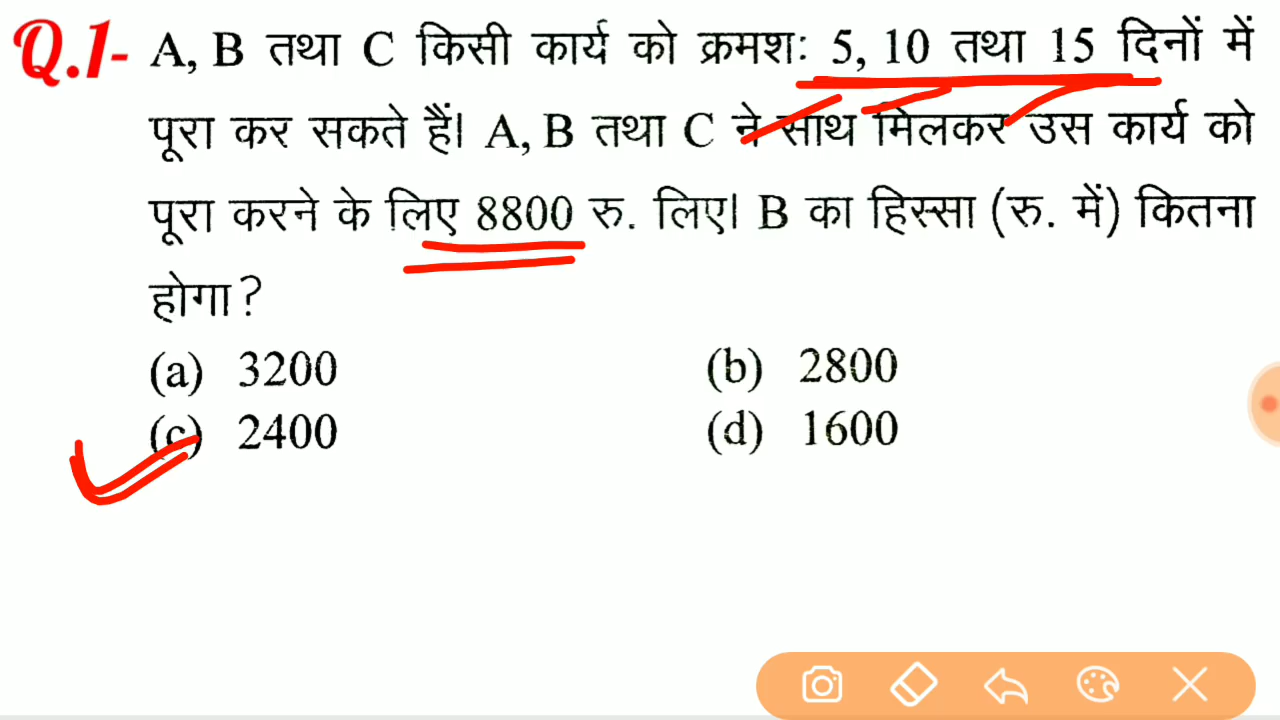 Q.1- A, B तथा C किसी कार्य को क्रमशः 5, 10 तथा 15 दिनों में
पूरा कर सकते हैं। A, B तथा C ने साथ मिलकर उस कार्य को
पूरा करने के लिए 8800 रु. लिए। B का हिस्सा (रु. में) कितना
होगा?
(a) 3200 (b) 2800
(c) 2400 (d) 1600